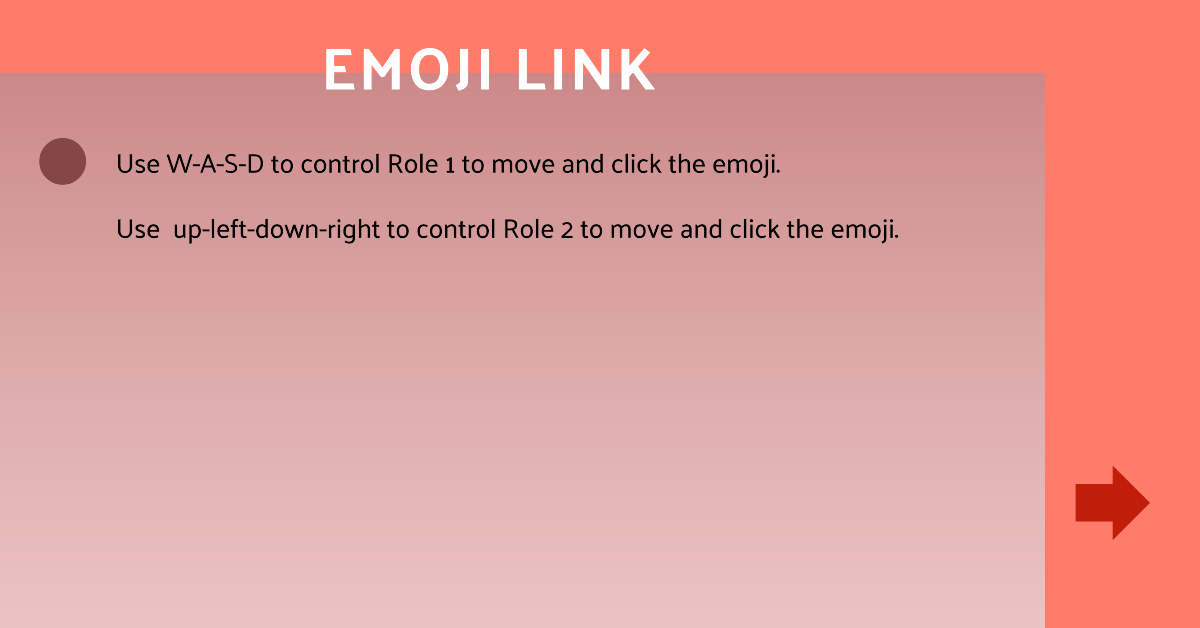 EMOJI LINK
Use W-A-S-D to control Role 1 to move and click the emoji.
Use  up-left-down-right to control Role 2 to move and click the emoji.